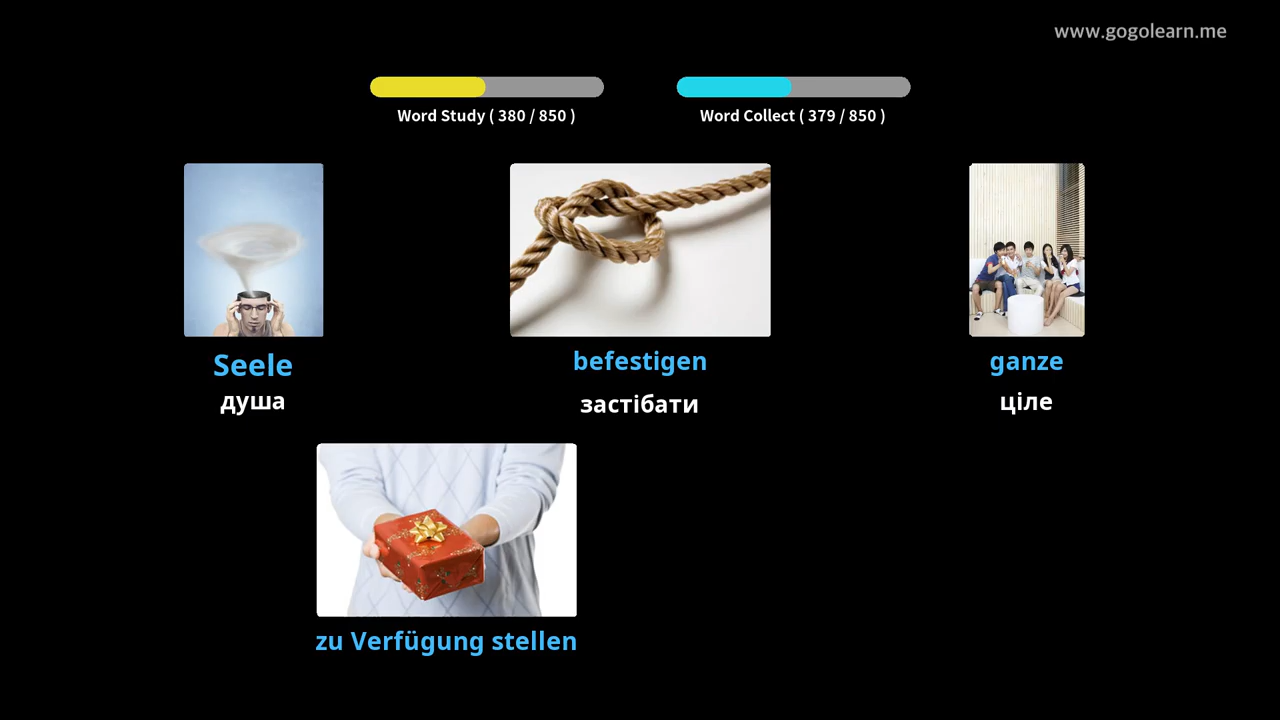 www.gogolearn.me
Word Study ( 380 / 850 )
Word Collect ( 379 / 850 )
Seele
душа
befestigen
застібати
ganze
ціле
zu Verfügung stellen